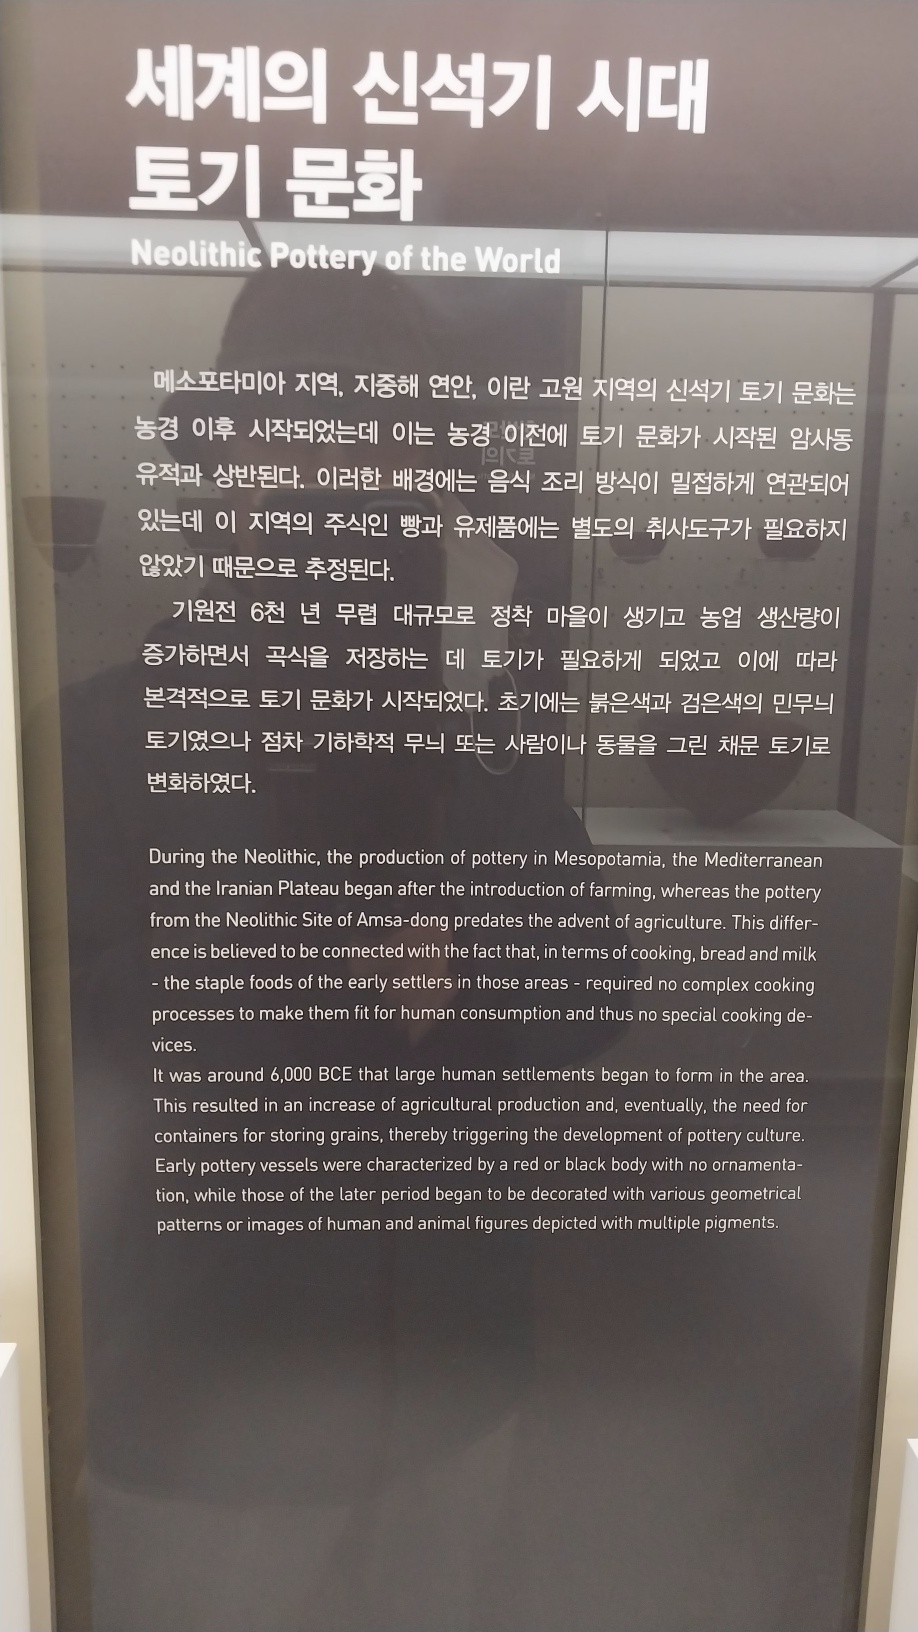 세계의 신석기 시대
토기 문화
Neolithic Pottery of the World
메소포타미아 지역, 지중해 연안, 이란 고원 지역의 신석기 토기 문화는
농경 이후 시작되었는데 이는 농경 이전에 토기 문화가 시작된 암사동
유적과 상반된다. 이러한 배경에는 음식 조리 방식이 밀접하게 연관되어
있는데 이 지역의 주식인 빵과 유제품에는 별도의 취사도구가 필요하지
않았기 때문으로 추정된다.
기원전 6천 년 무렵 대규모로 정착 마을이 생기고 농업 생산량이
증가하면서 곡식을 저장하는 데 토기가 필요하게 되었고 이에 따라
본격적으로 토기 문화가 시작되었다. 초기에는 붉은색과 검은색의 민무늬
토기였으나 점차 기하학적 무늬 또는 사람이나 동물을 그린 채문 토기로
변화하였다.
During the Neolithic, the production of pottery in Mesopotamia, the Mediterranean
and the Iranian Plateau began after the introduction of farming, whereas the pottery
from the Neolithic Site of Amsa-dong predates the advent of agriculture. This differ-
ence is believed to be connected with the fact that, in terms of cooking, bread and milk
- the staple foods of the early settlers in those areas - required no complex cooking
processes to make them fit for human consumption and thus no special cooking de-
vices.
It was around 6,000 BCE that large human settlements began to form in the area.
This resulted in an increase of agricultural production and, eventually, the need for
containers for storing grains, thereby triggering the development of pottery culture.
Early pottery vessels were characterized by a red or black body with no ornamenta-
tion, while those of the later period began to be decorated with various geometrical
patterns or images of human and animal figures depicted with multiple pigments.